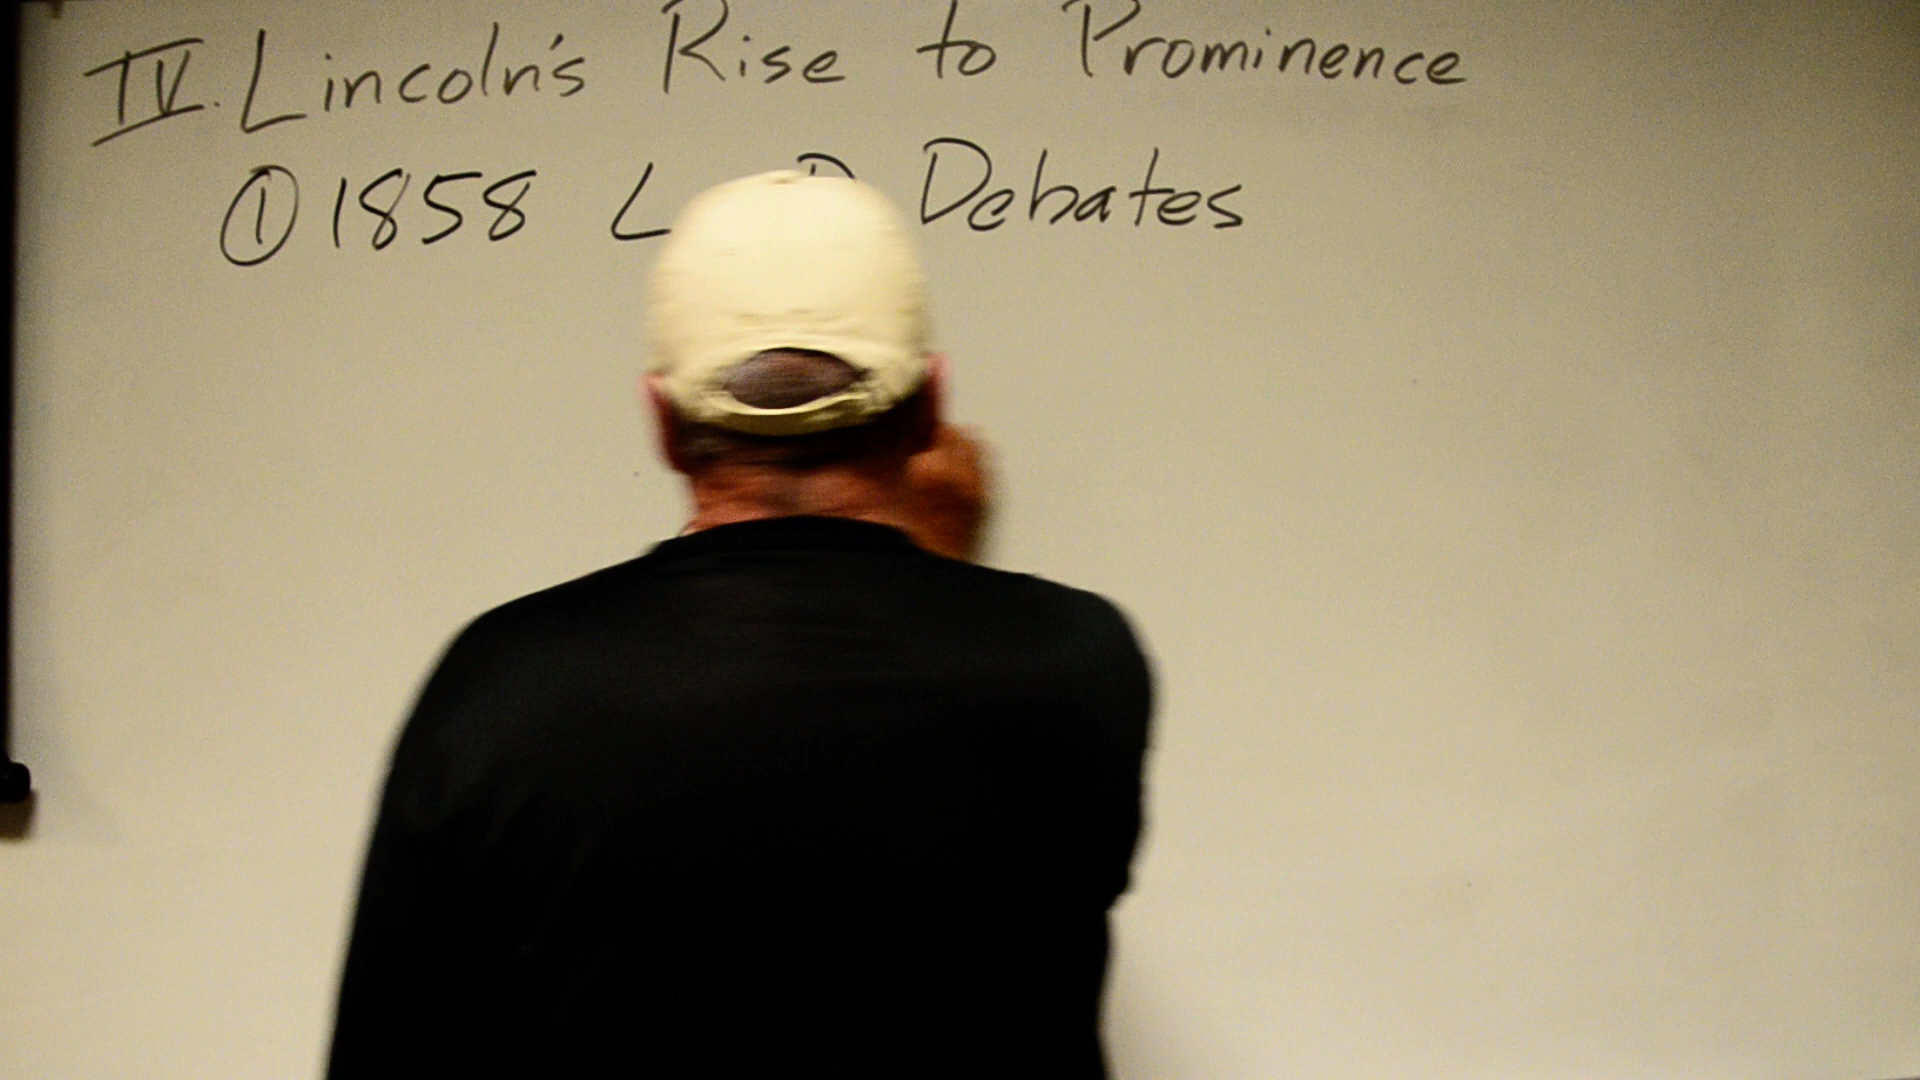 IV. Lincoln's Rise to Prominence
① 1858 L D Debates